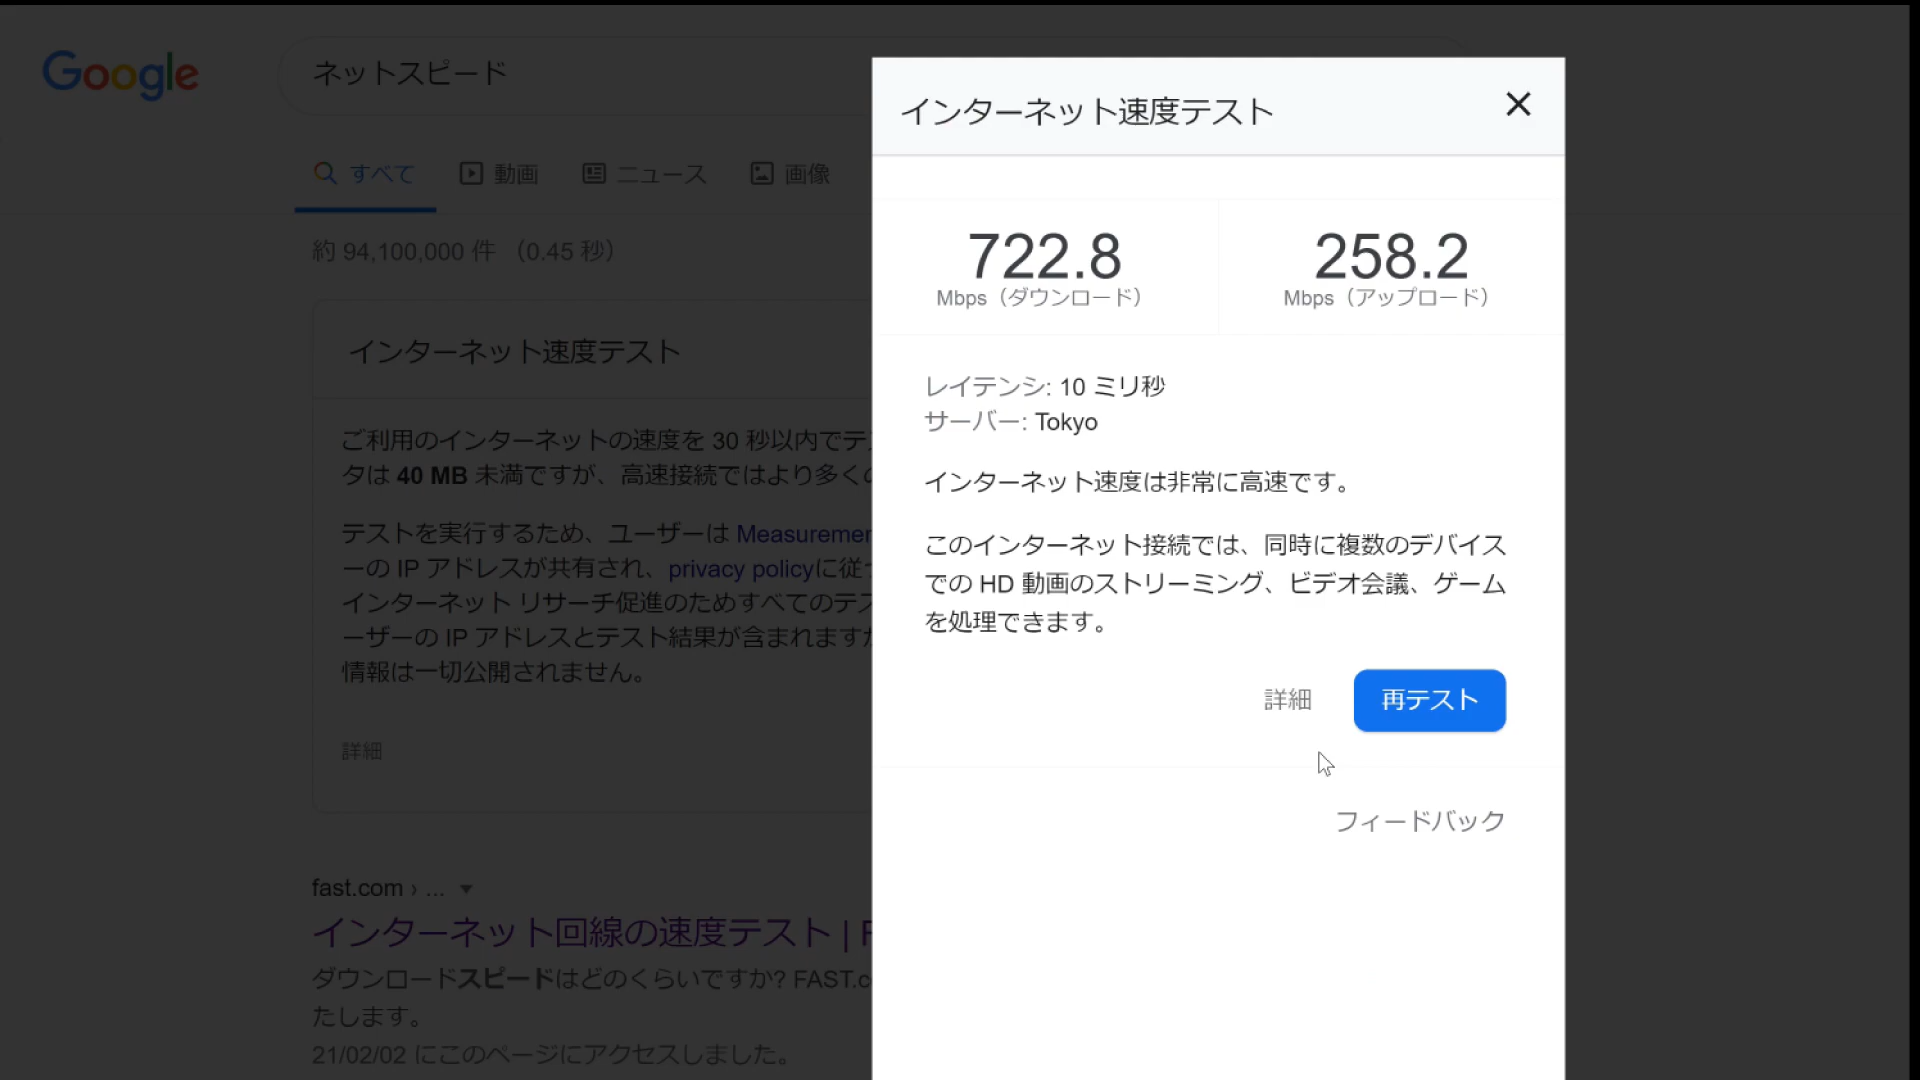 Google
ネットスピード
すべて
動画
ニュース
画像
約 94,100,000 件 （0.45 秒）
インターネット速度テスト
ご利用のインターネットの速度を 30 秒以内でテ
タは 40 MB 未満ですが、高速接続ではより多く
テストを実行するため、ユーザーは Measuremen
ーの IP アドレスが共有され、privacy policyに従
インターネット リサーチ促進のためすべてのテス
ーザーの IP アドレスとテスト結果が含まれます
情報は一切公開されません。
詳細
fast.com › ...
インターネット回線の速度テスト | F
ダウンロードスピードはどのくらいですか? FAST.c
たします。
21/02/02 にこのページにアクセスしました。
インターネット速度テスト
722.8
Mbps（ダウンロード）
258.2
Mbps（アップロード）
レイテンシ: 10 ミリ秒
サーバー: Tokyo
インターネット速度は非常に高速です。
このインターネット接続では、同時に複数のデバイス
での HD 動画のストリーミング、ビデオ会議、ゲーム
を処理できます。
詳細
再テスト
フィードバック